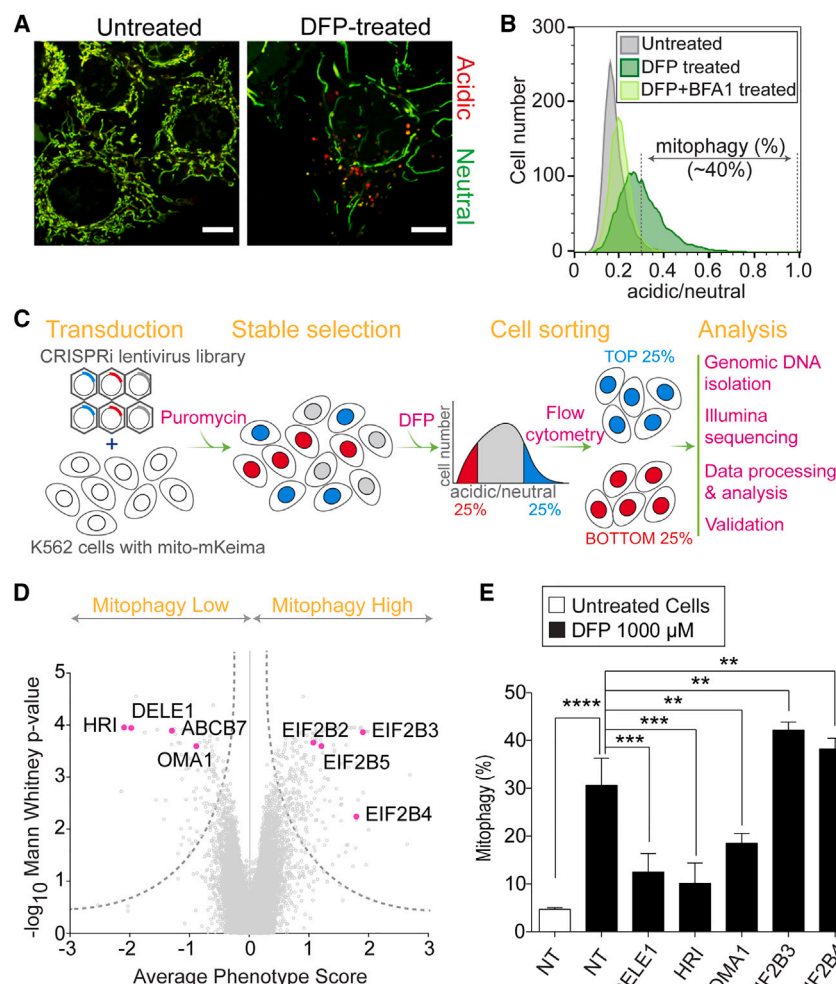 A
Untreated
DFP-treated
Acidic
Neutral
B
300
200
100
0
Cell number
Untreated
DFP treated
DFP+BFA1 treated
mitophagy (%)
(~40%)
0
0.2
0.4
0.6
0.8
1.0
acidic/neutral
C
Transduction
Stable selection
Cell sorting
Analysis
CRISPRi lentivirus library
+
K562 cells with mito-mKeima
Puromycin
DFP
cell number
acidic/neutral
25%
25%
Flow
cytometry
TOP 25%
BOTTOM 25%
Genomic DNA
isolation
Illumina
sequencing
Data processing
& analysis
Validation
D
Mitophagy Low
Mitophagy High
-log10 Mann Whitney p-value
5
4
3
2
1
0
HRI
DELE1
ABCB7
OMA1
EIF2B2
EIF2B3
EIF2B5
EIF2B4
-3
-2
-1
0
1
2
3
Average Phenotype Score
E
Untreated Cells
DFP 1000 µM
Mitophagy (%)
50
40
30
20
10
0
****
***
***
**
**
**
NT
NT
HRI